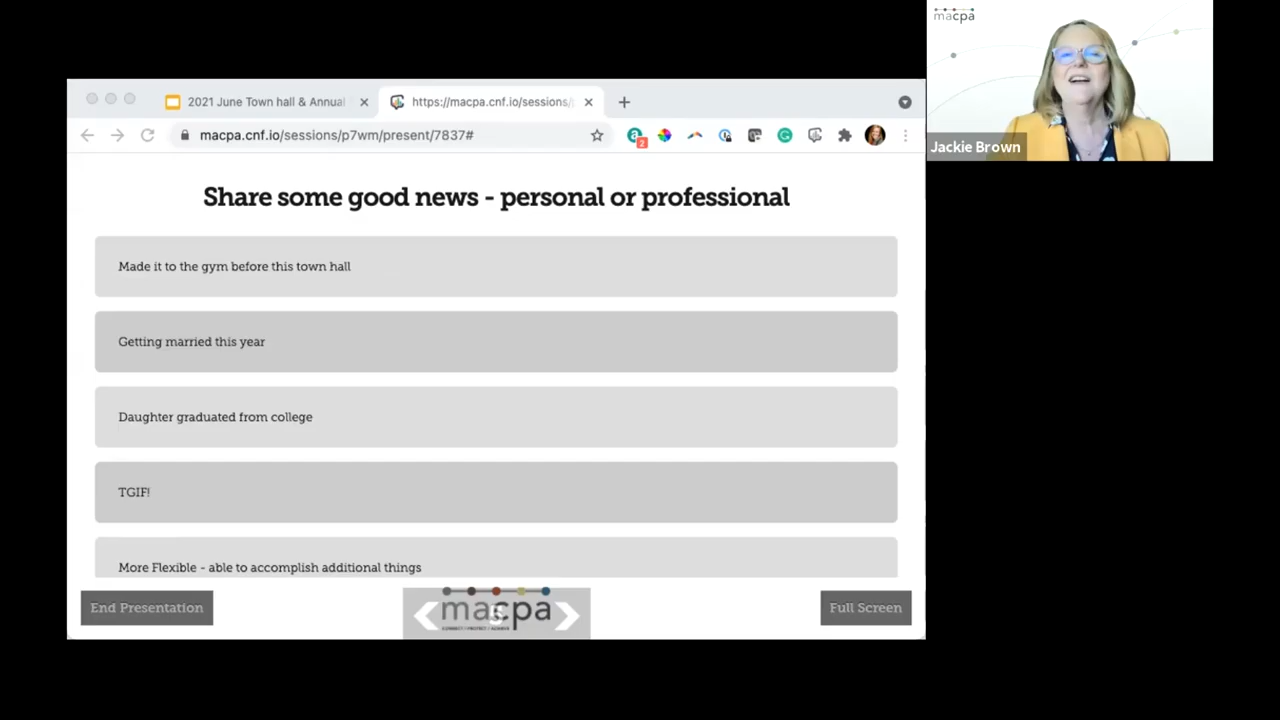 2021 June Town hall & Annual
https://macpa.cnf.io/sessions/
macpa.cnf.io/sessions/p7wm/present/7837#
2
Share some good news - personal or professional
Made it to the gym before this town hall
Getting married this year
Daughter graduated from college
TGIF!
More Flexible - able to accomplish additional things
End Presentation
macpa
5
Full Screen
macpa
Jackie Brown